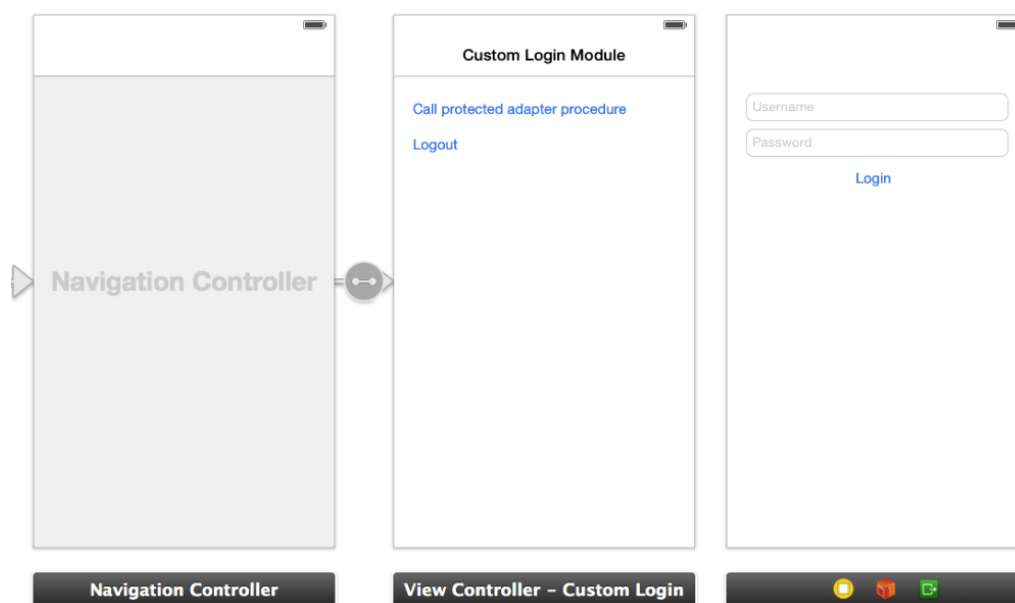 Custom Login Module
Call protected adapter procedure
Logout
Username
Password
Login
Navigation Controller
Navigation Controller
View Controller – Custom Login